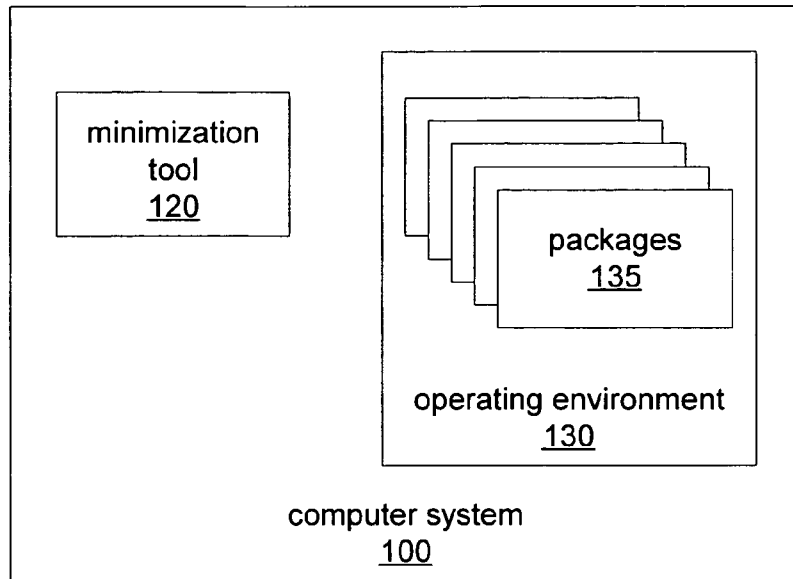 minimization
tool
120
packages
135
operating environment
130
computer system
100